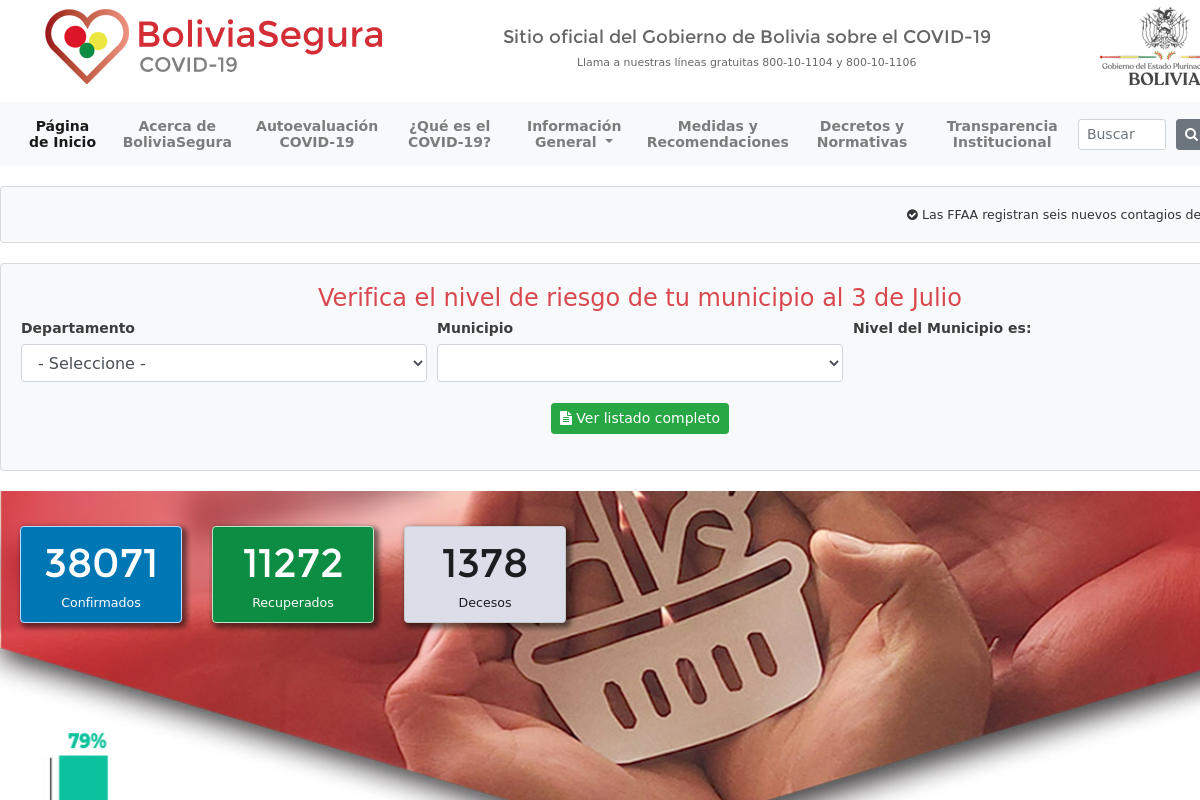 BoliviaSegura
COVID-19
Sitio oficial del Gobierno de Bolivia sobre el COVID-19
Llama a nuestras líneas gratuitas 800-10-1104 y 800-10-1106
Gobierno del Estado
BOLIVIA
Página
de Inicio
Acerca de
BoliviaSegura
Autoevaluación
COVID-19
¿Qué es el
COVID-19?
Información
General
Medidas y
Recomendaciones
Decretos y
Normativas
Transparencia
Institucional
Buscar
Las FFAA registran seis nuevos contagios de
Verifica el nivel de riesgo de tu municipio al 3 de Julio
Departamento
Municipio
Nivel del Municipio es:
- Seleccione -
Ver listado completo
38071
Confirmados
11272
Recuperados
1378
Decesos
79%